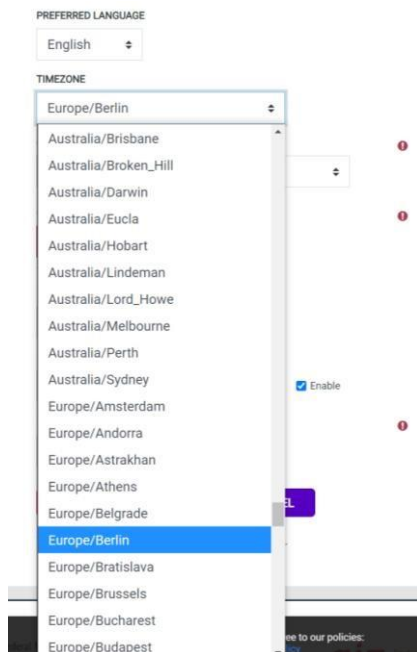 PREFERRED LANGUAGE
English
TIMEZONE
Europe/Berlin
Australia/Brisbane
Australia/Broken_Hill
Australia/Darwin
Australia/Eucla
Australia/Hobart
Australia/Lindeman
Australia/Lord_Howe
Australia/Melbourne
Australia/Perth
Australia/Sydney
Enable
Europe/Amsterdam
Europe/Andorra
Europe/Astrakhan
Europe/Athens
Europe/Belgrade
EL
Europe/Berlin
Europe/Bratislava
Europe/Brussels
Europe/Bucharest
ee to our policies:
Europe/Budapest